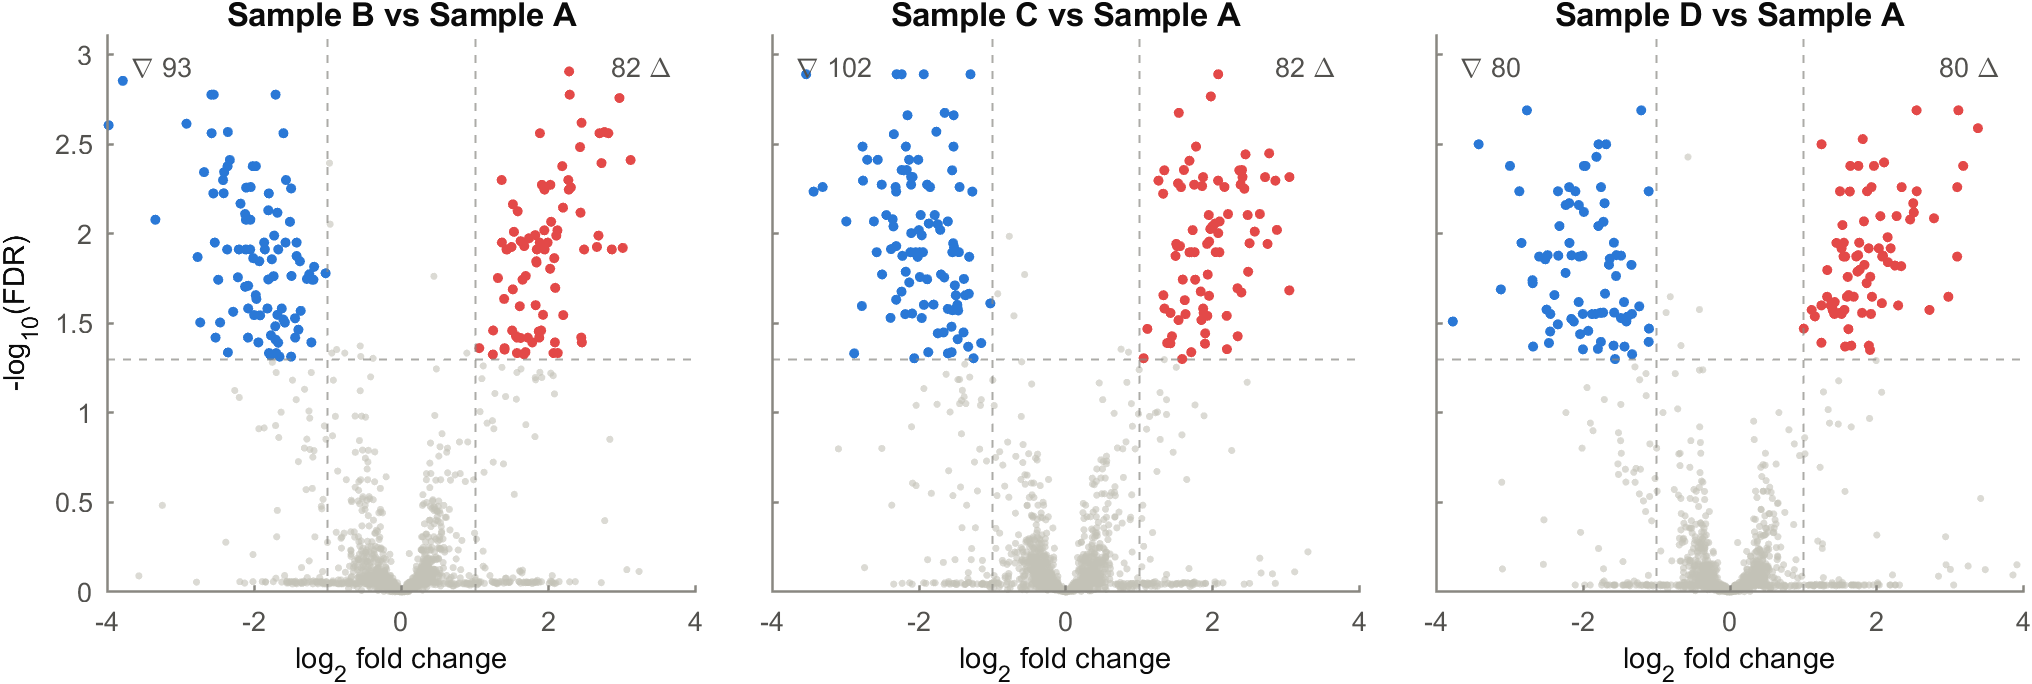 Sample B vs Sample A
Sample C vs Sample A
Sample D vs Sample A
▽ 93
82 △
▽ 102
82 △
▽ 80
80 △
3
2.5
2
1.5
1
0.5
0
-log10(FDR)
-4 -2 0 2 4
-4 -2 0 2 4
-4 -2 0 2 4
log2 fold change
log2 fold change
log2 fold change